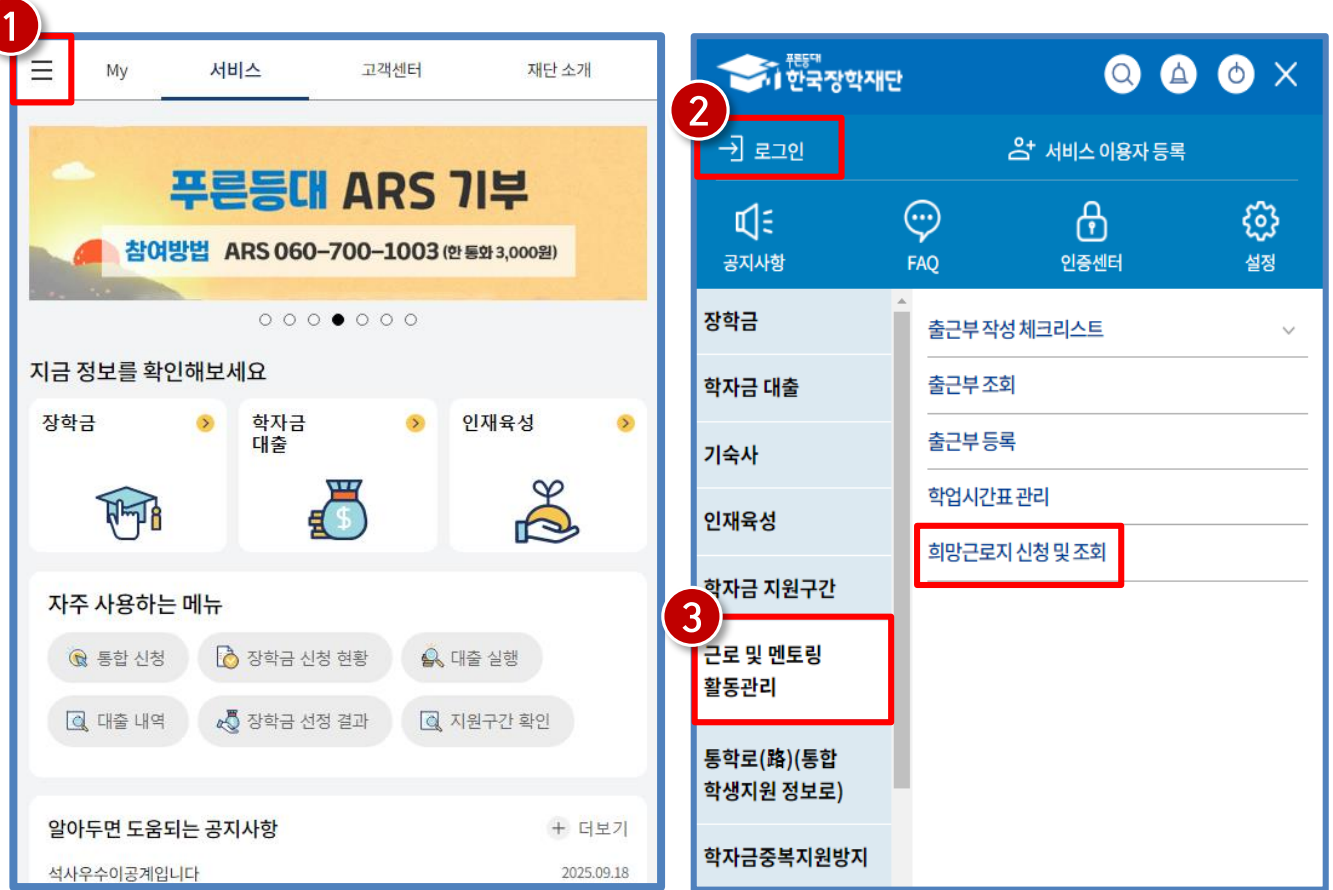 1
My 서비스 고객센터 재단 소개
푸른등대 ARS 기부
참여방법 ARS 060-700-1003 (한 통화 3,000원)
지금 정보를 확인해보세요
장학금 학자금 인재육성
대출
자주 사용하는 메뉴
통합 신청 장학금 신청 현황 대출 실행
대출 내역 장학금 선정 결과 지원구간 확인
알아두면 도움되는 공지사항 + 더보기
석사우수이공계입니다 2025.09.18
푸른등대
한국장학재단
2
로그인 서비스 이용자 등록
공지사항 FAQ 인증센터 설정
장학금
학자금 대출
기숙사
인재육성
학자금 지원구간
3
근로 및 멘토링
활동관리
통학로(路)(통합
학생지원 정보로)
학자금중복지원방지
출근부 작성 체크리스트
출근부 조회
출근부 등록
학업시간표 관리
희망근로지 신청 및 조회